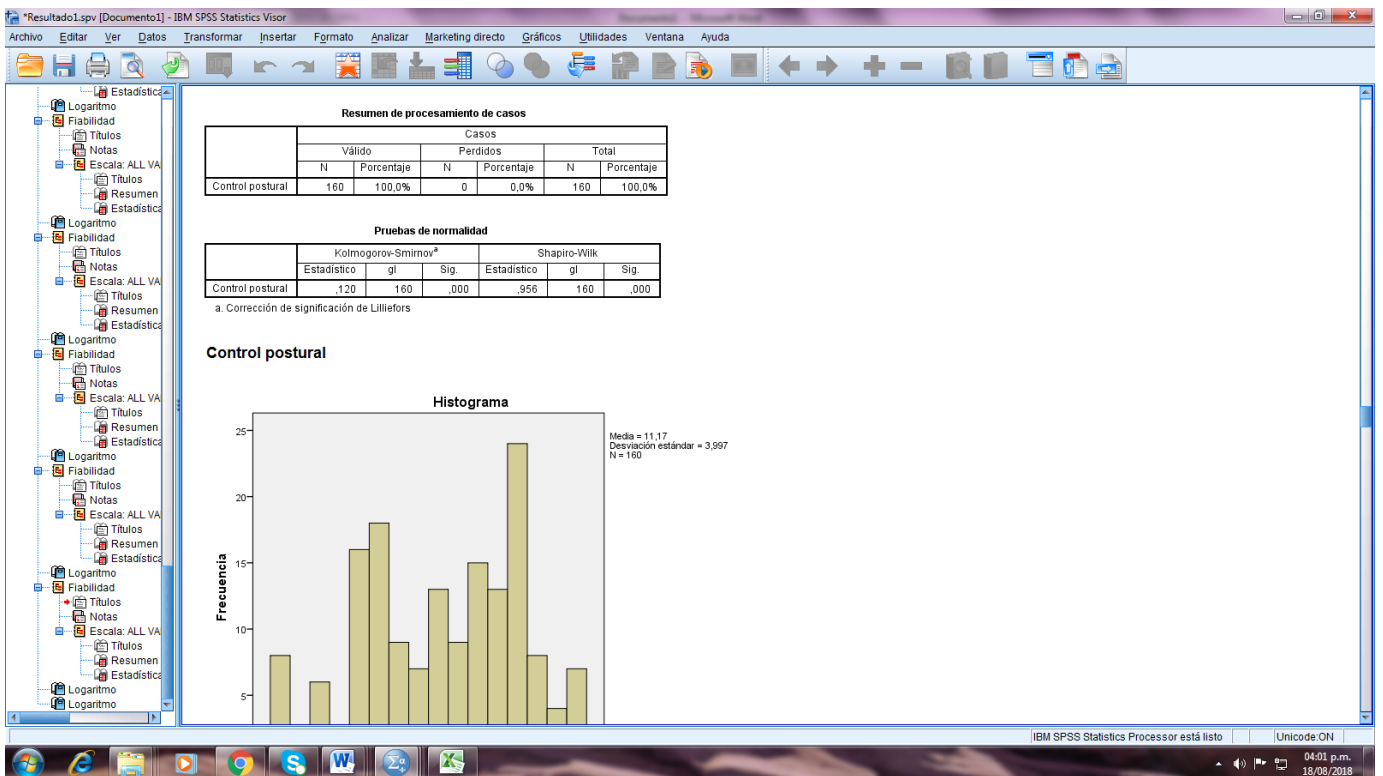 *Resultado1.spv [Documento1] - IBM SPSS Statistics Visor
Archivo Editar Ver Datos Transformar Insertar Formato Analizar Marketing directo Gráficos Utilidades Ventana Ayuda
Estadística
Logaritmo
Fiabilidad
Títulos
Notas
Escala: ALL VA
Títulos
Resumen
Estadística
Logaritmo
Fiabilidad
Títulos
Notas
Escala: ALL VA
Títulos
Resumen
Estadística
Logaritmo
Fiabilidad
Títulos
Notas
Escala: ALL VA
Títulos
Resumen
Estadística
Logaritmo
Fiabilidad
Títulos
Notas
Escala: ALL VA
Títulos
Resumen
Estadística
Logaritmo
Fiabilidad
Títulos
Notas
Escala: ALL VA
Títulos
Resumen
Estadística
Logaritmo
Logaritmo
Resumen de procesamiento de casos
Casos
Válido Perdidos Total
N Porcentaje N Porcentaje N Porcentaje
Control postural 160 100,0% 0 0,0% 160 100,0%
Pruebas de normalidad
Kolmogorov-Smirnov^a Shapiro-Wilk
Estadístico gl Sig. Estadístico gl Sig.
Control postural ,120 160 ,000 ,956 160 ,000
a. Corrección de significación de Lilliefors
Control postural
Histograma
Media = 11,17
Desviación estándar = 3,997
N = 160
Frecuencia
25
20
15
10
5
IBM SPSS Statistics Processor está listo Unicode:ON
04:01 p.m.
18/08/2018